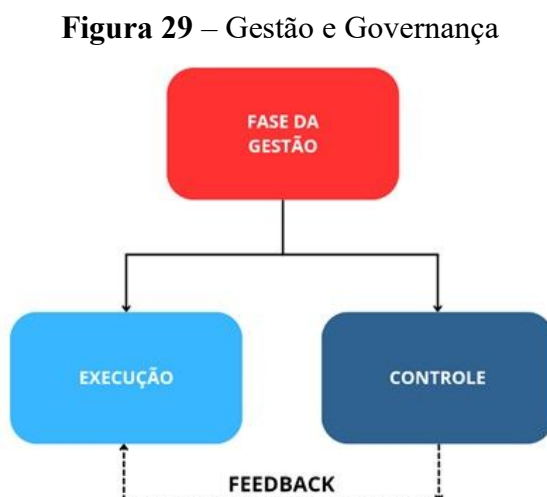 Figura 29 – Gestão e Governança
FASE DA
GESTÃO
EXECUÇÃO
CONTROLE
FEEDBACK